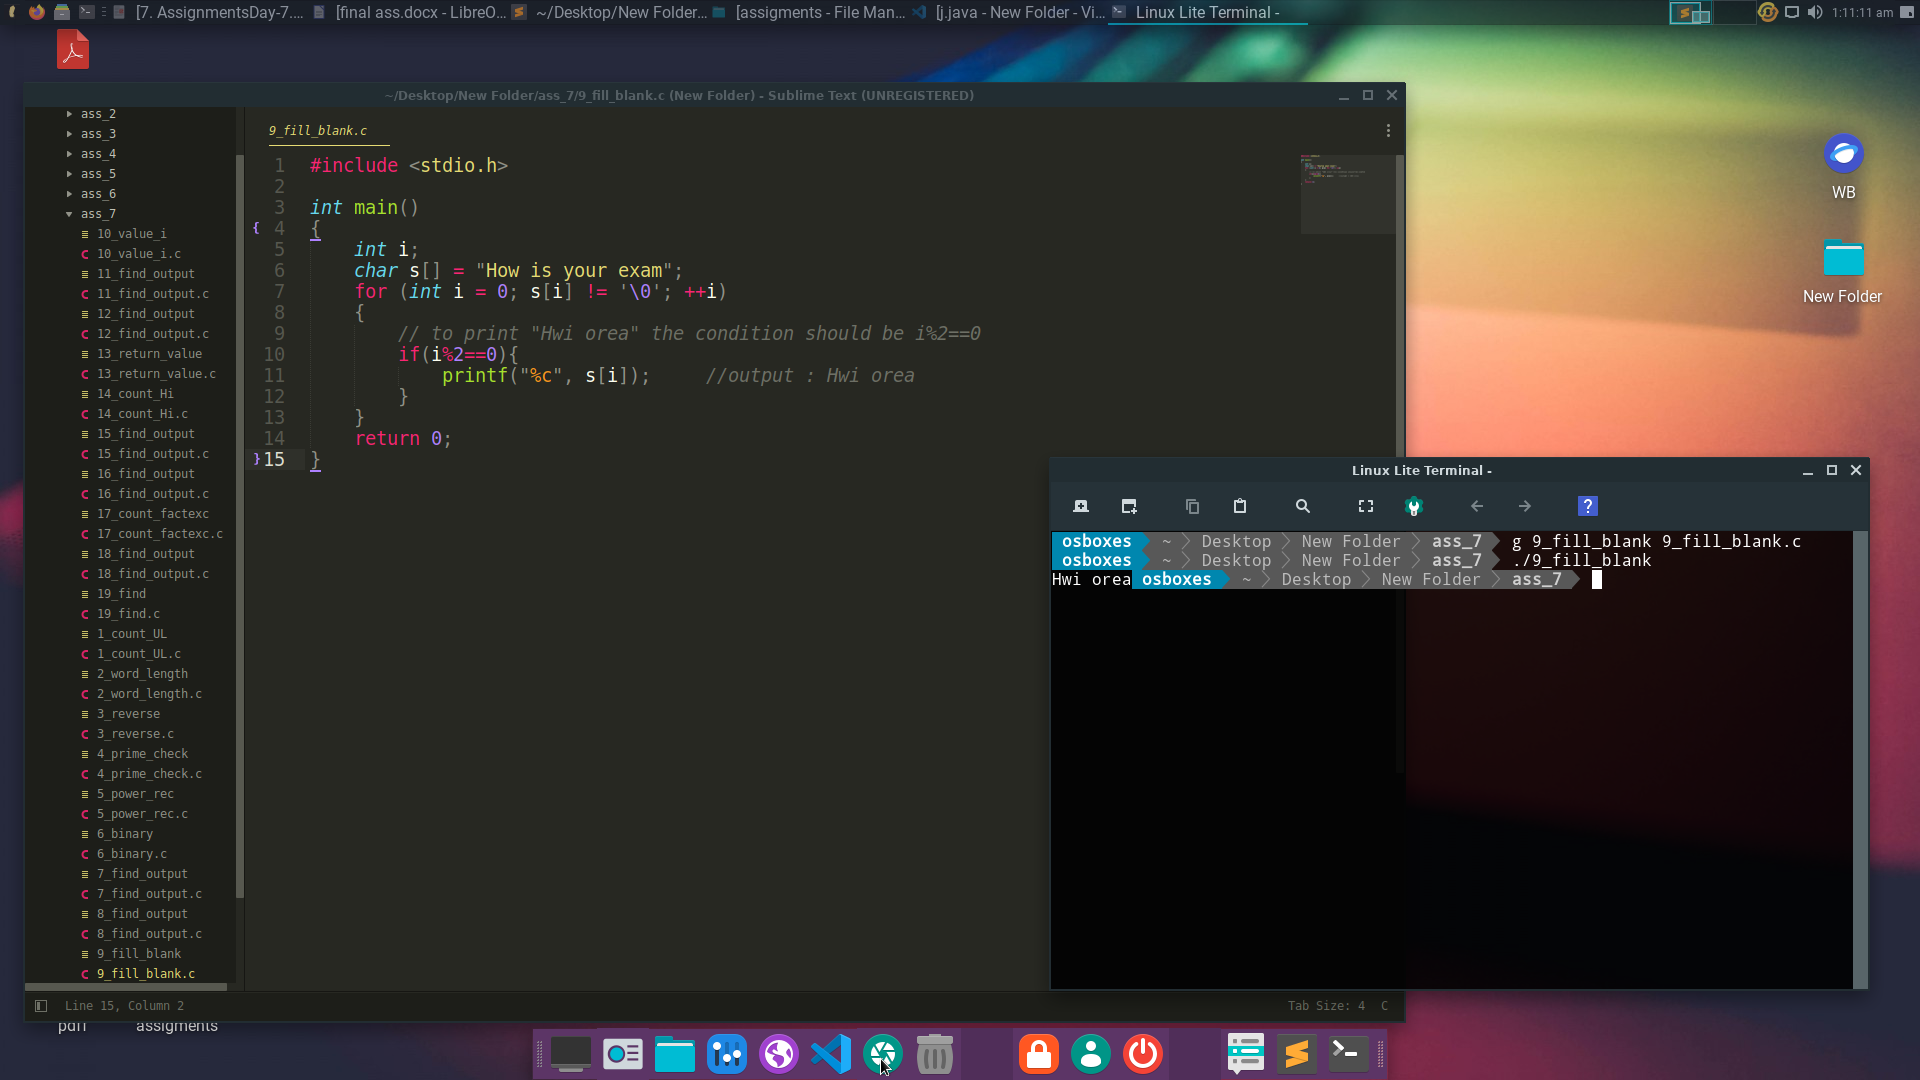 [7. AssignmentsDay-7....
[final ass.docx - LibreO...
~/Desktop/New Folder...
[assigments - File Man...
[j.java - New Folder - Vi...
Linux Lite Terminal -
1:11:11 am
~/Desktop/New Folder/ass_7/9_fill_blank.c (New Folder) - Sublime Text (UNREGISTERED)
ass_2
ass_3
ass_4
ass_5
ass_6
ass_7
10_value_i
10_value_i.c
11_find_output
11_find_output.c
12_find_output
12_find_output.c
13_return_value
13_return_value.c
14_count_Hi
14_count_Hi.c
15_find_output
15_find_output.c
16_find_output
16_find_output.c
17_count_factexc
17_count_factexc.c
18_find_output
18_find_output.c
19_find
19_find.c
1_count_UL
1_count_UL.c
2_word_length
2_word_length.c
3_reverse
3_reverse.c
4_prime_check
4_prime_check.c
5_power_rec
5_power_rec.c
6_binary
6_binary.c
7_find_output
7_find_output.c
8_find_output
8_find_output.c
9_fill_blank
9_fill_blank.c
9_fill_blank.c
1 #include <stdio.h>
2
3 int main()
4 {
5 int i;
6 char s[] = "How is your exam";
7 for (int i = 0; s[i] != '\0'; ++i)
8 {
9 // to print "Hwi orea" the condition should be i%2==0
10 if(i%2==0){
11 printf("%c", s[i]); //output : Hwi orea
12 }
13 }
14 return 0;
15 }
Line 15, Column 2
Tab Size: 4 C
Linux Lite Terminal -
osboxes ~ Desktop New Folder ass_7 g 9_fill_blank 9_fill_blank.c
osboxes ~ Desktop New Folder ass_7 ./9_fill_blank
Hwi orea osboxes ~ Desktop New Folder ass_7
WB
New Folder
assigments